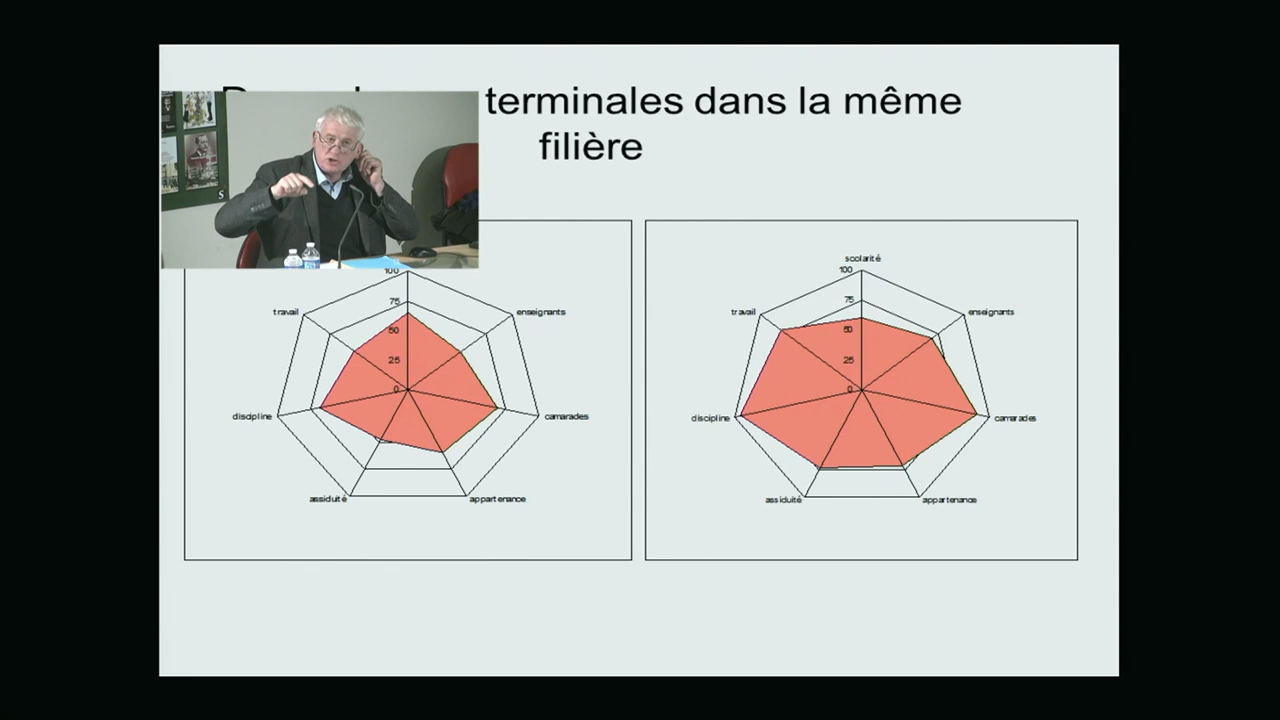 terminales dans la même
filière
100
75
50
25
0
travail
enseignants
discipline
camarades
assiduité
appartenance
scolarité
100
75
50
25
0
travail
enseignants
discipline
camarades
assiduité
appartenance
S